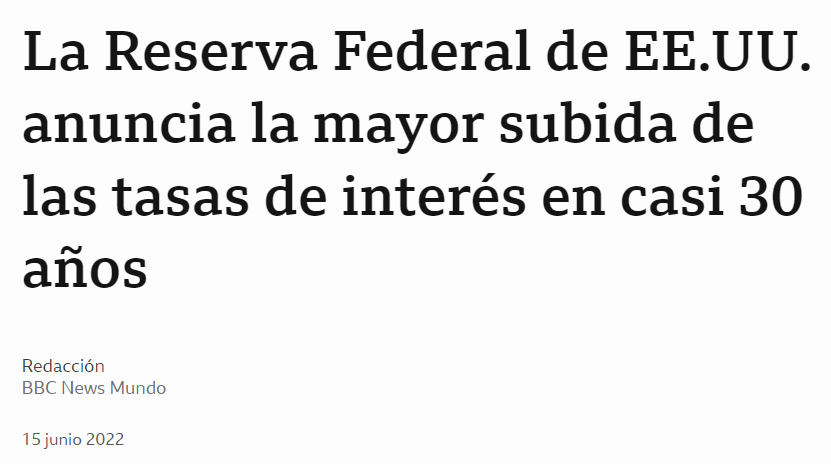 La Reserva Federal de EE.UU.
anuncia la mayor subida de
las tasas de interés en casi 30
años
Redacción
BBC News Mundo
15 junio 2022